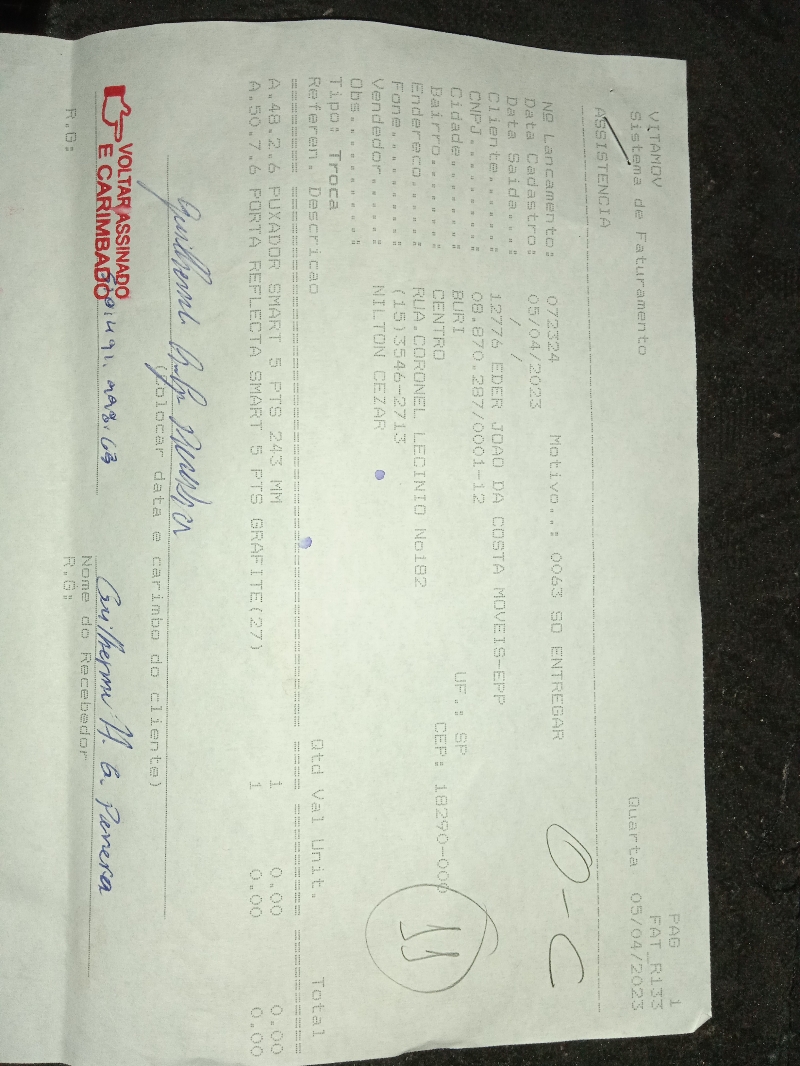 VITAMOV PAG 1
Sistema de Faturamento FAT_R133
Quarta 05/04/2023
ASSISTENCIA
No Lancamento: 072324 Motivo..: 0063 SO ENTREGAR
O-C
Data Cadastro: 05/04/2023
Data Saida...: / /
Cliente......: 12776 EDER JOAO DA COSTA MOVEIS-EPP
CNPJ.........: 08.870.287/0001-12
Cidade.......: BURI UF.: SP
Bairro.......: CENTRO CEP: 18290-000
Endereco.....: RUA.CORONEL LECINIO No182
11
Fone.........: (15)3546-2713
Vendedor.....: NILTON CEZAR
Obs..........:
Tipo: Troca
Referen. Descricao Qtd Val Unit. Total
A.48.2.6 PUXADOR SMART 5 PTS 243 MM 1 0.00 0.00
A.50.7.6 PORTA REFLECTA SMART 5 PTS GRAFITE(27) 1 0.00 0.00
Guilherme
(Colocar data e carimbo do cliente)
VOLTAR ASSINADO
E CARIMBADO
Guilherme H. G.
Nome do Recebedor
R.G: R.G: